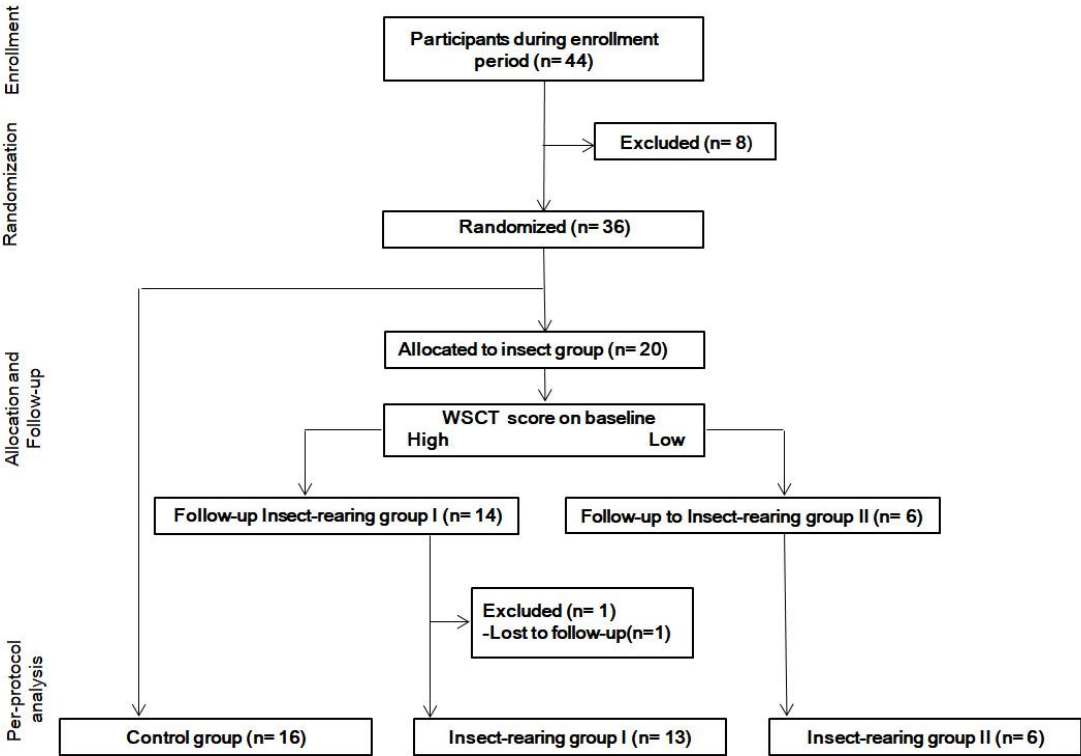 Enrollment
Participants during enrollment
period (n= 44)
Excluded (n= 8)
Randomization
Randomized (n= 36)
Allocation and
Follow-up
Allocated to insect group (n= 20)
WSCT score on baseline
High Low
Follow-up Insect-rearing group I (n= 14)
Follow-up to Insect-rearing group II (n= 6)
Excluded (n= 1)
-Lost to follow-up(n=1)
Per-protocol
analysis
Control group (n= 16)
Insect-rearing group I (n= 13)
Insect-rearing group II (n= 6)